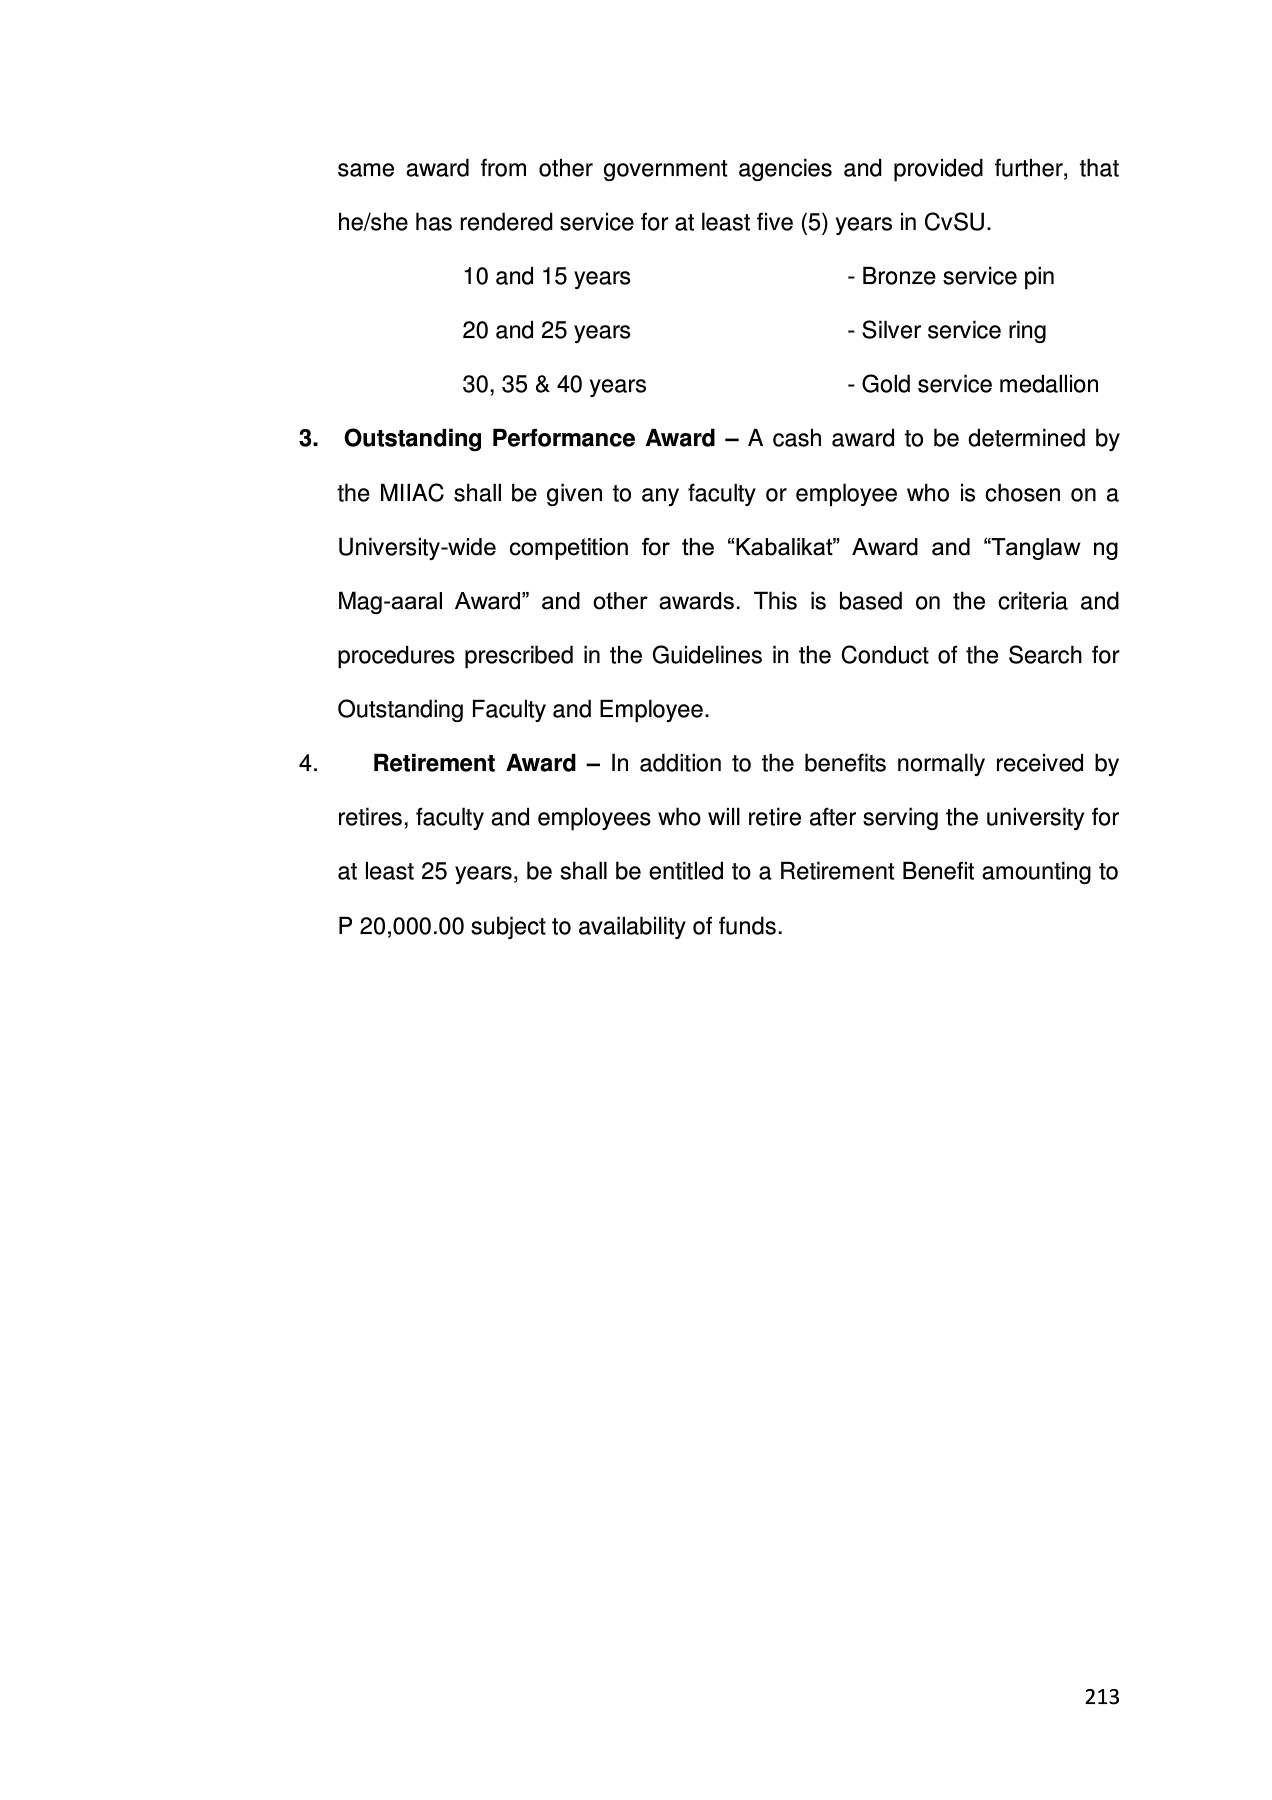 same award from other government agencies and provided further, that
he/she has rendered service for at least five (5) years in CvSU.
10 and 15 years - Bronze service pin
20 and 25 years - Silver service ring
30, 35 & 40 years - Gold service medallion
3. Outstanding Performance Award – A cash award to be determined by
the MIIAC shall be given to any faculty or employee who is chosen on a
University-wide competition for the “Kabalikat” Award and “Tanglaw ng
Mag-aaral Award” and other awards. This is based on the criteria and
procedures prescribed in the Guidelines in the Conduct of the Search for
Outstanding Faculty and Employee.
4. Retirement Award – In addition to the benefits normally received by
retires, faculty and employees who will retire after serving the university for
at least 25 years, be shall be entitled to a Retirement Benefit amounting to
P 20,000.00 subject to availability of funds.
213